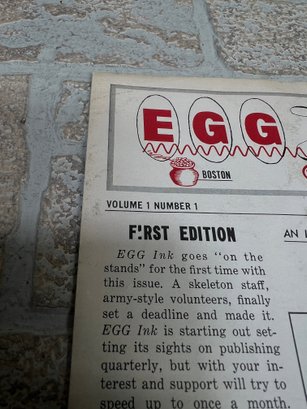 EGG
BOSTON
VOLUME 1 NUMBER 1
F!RST EDITION
AN
EGG Ink goes "on the
stands" for the first time with
this issue. A skeleton staff,
army-style volunteers, finally
set a deadline and made it.
EGG Ink is starting out set-
ting its sights on publishing
quarterly, but with your in-
terest and support will try to
speed up to once a month.